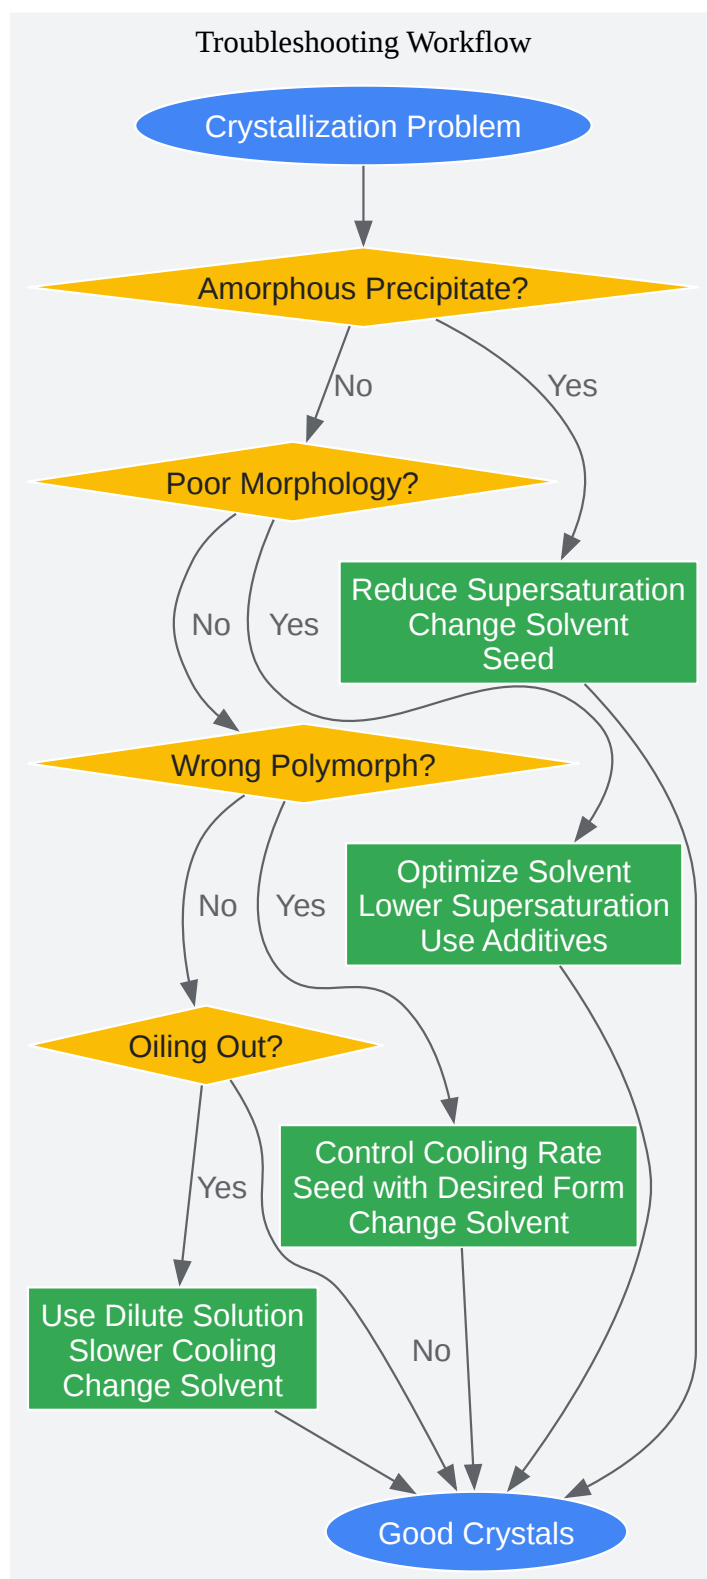 Troubleshooting Workflow
Crystallization Problem
Amorphous Precipitate?
No
Yes
Poor Morphology?
Reduce Supersaturation
Change Solvent
Seed
No
Yes
Wrong Polymorph?
Optimize Solvent
Lower Supersaturation
Use Additives
No
Yes
Oiling Out?
Control Cooling Rate
Seed with Desired Form
Change Solvent
Yes
Use Dilute Solution
Slower Cooling
Change Solvent
No
Good Crystals